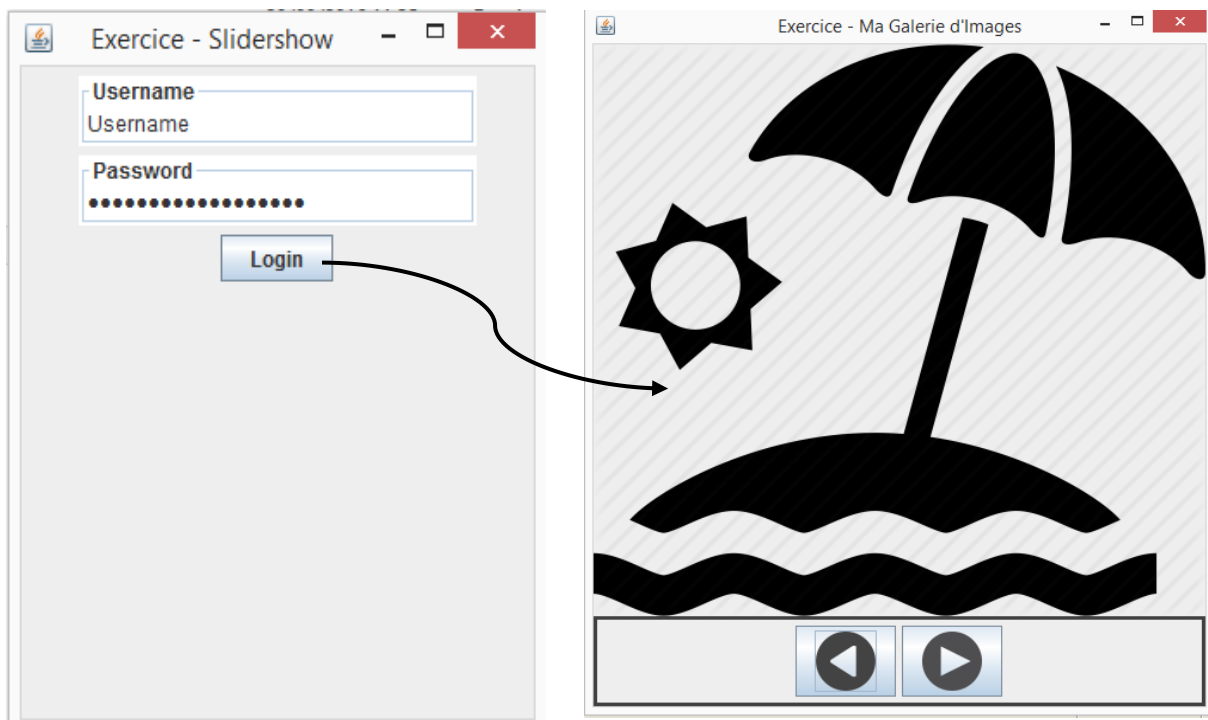 Exercice - Slidershow
Username
Username
Password
Login
Exercice - Ma Galerie d'Images